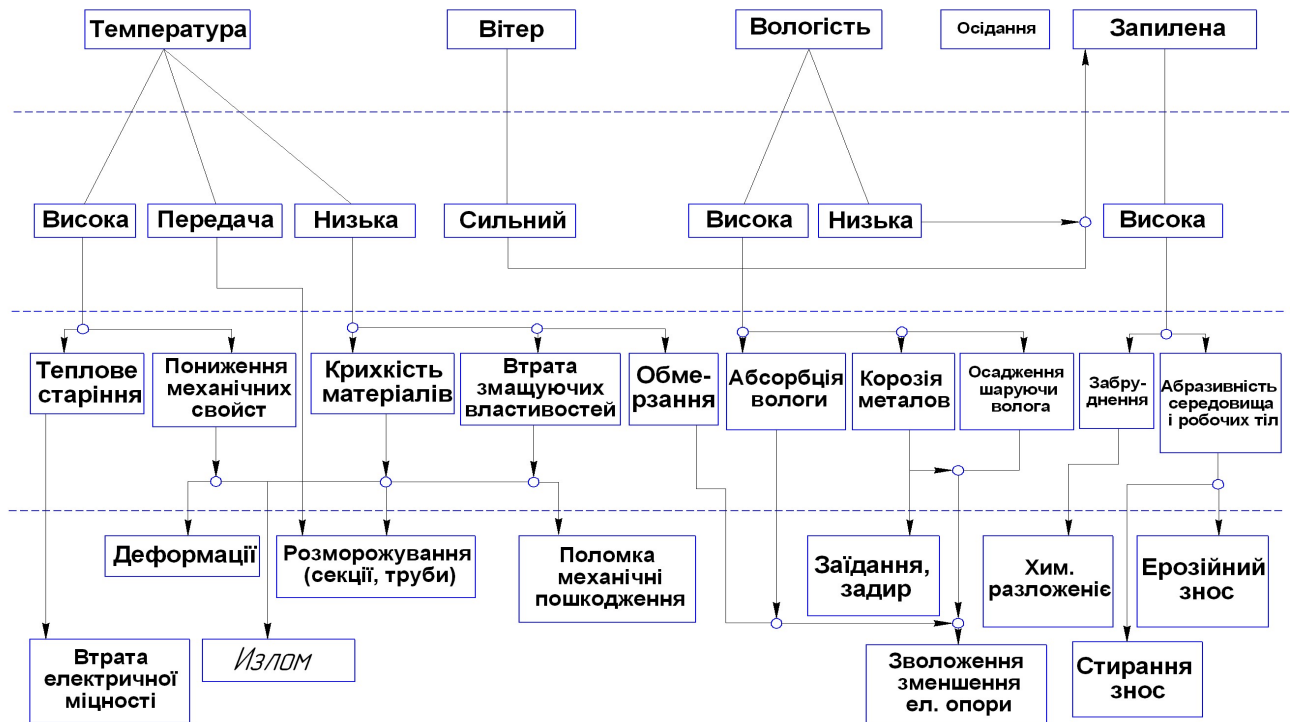 Температура
Вітер
Вологість
Осідання
Запилена
Висока
Передача
Низька
Сильний
Висока
Низька
Висока
Теплове
старіння
Пониження
механічних
свойст
Крихкість
матеріалів
Втрата
змащуючих
властивостей
Обме-
рзання
Абсорбція
вологи
Корозія
металов
Осадження
шаруючи
волога
Забру-
днення
Абразивність
середовища
і робочих тіл
Деформації
Розморожування
(секції, труби)
Поломка
механічні
пошкодження
Заїдання,
задир
Хим.
разложеніє
Ерозійний
знос
Втрата
електричної
міцності
Излом
Зволоження
зменшення
ел. опори
Стирання
знос